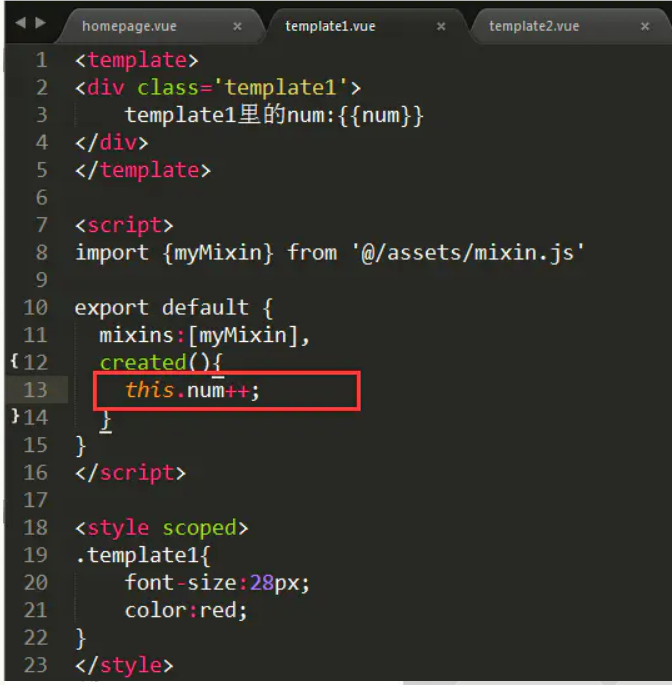 homepage.vue × template1.vue × template2.vue ×
1 <template>
2 <div class='template1'>
3 template1里的num:{{num}}
4 </div>
5 </template>
6
7 <script>
8 import {myMixin} from '@/assets/mixin.js'
9
10 export default {
11 mixins:[myMixin],
{12 created(){
13 this.num++;
}14 }
15 }
16 </script>
17
18 <style scoped>
19 .template1{
20 font-size:28px;
21 color:red;
22 }
23 </style>